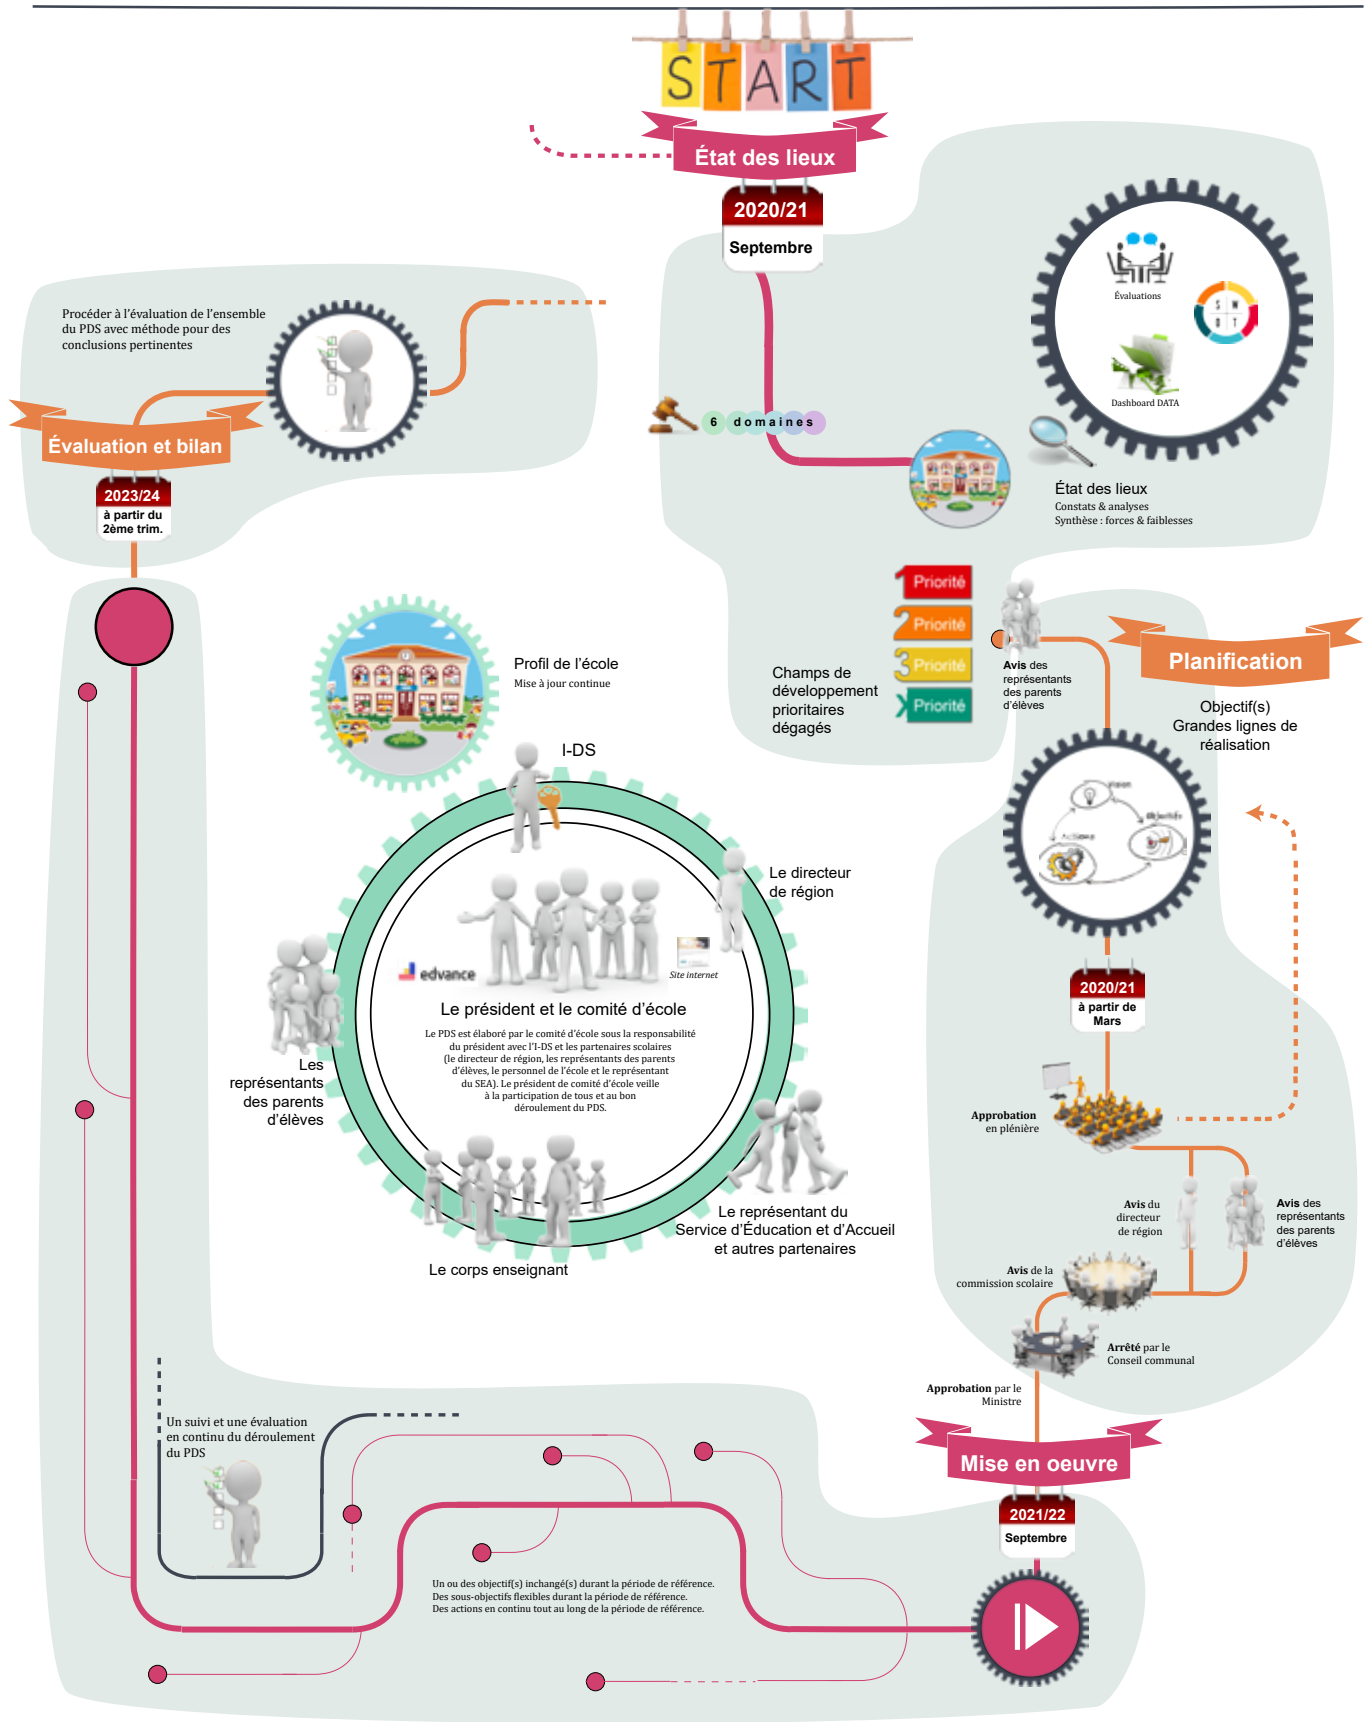 START
État des lieux
2020/21
Septembre
Évaluations
S W
O T
Dashboard DATA
6 domaines
État des lieux
Constats & analyses
Synthèse : forces & faiblesses
Procéder à l'évaluation de l'ensemble
du PDS avec méthode pour des
conclusions pertinentes
Évaluation et bilan
2023/24
à partir du
2ème trim.
1 Priorité
2 Priorité
3 Priorité
X Priorité
Champs de
développement
prioritaires
dégagés
Avis des
représentants
des parents
d'élèves
Planification
Objectif(s)
Grandes lignes de
réalisation
Vision
Objectifs
Actions
Profil de l'école
Mise à jour continue
I-DS
Le directeur
de région
edvance
Site internet
Le président et le comité d'école
Le PDS est élaboré par le comité d'école sous la responsabilité
du président avec l'I-DS et les partenaires scolaires
(le directeur de région, les représentants des parents
d'élèves, le personnel de l'école et le représentant
du SEA). Le président de comité d'école veille
à la participation de tous et au bon
déroulement du PDS.
Les
représentants
des parents
d'élèves
Le représentant du
Service d'Éducation et d'Accueil
et autres partenaires
Le corps enseignant
2020/21
à partir de
Mars
Approbation
en plénière
Avis du
directeur
de région
Avis des
représentants
des parents
d'élèves
Avis de la
commission scolaire
Arrêté par le
Conseil communal
Approbation par le
Ministre
Mise en oeuvre
2021/22
Septembre
Un suivi et une évaluation
en continu du déroulement
du PDS
Un ou des objectif(s) inchangé(s) durant la période de référence.
Des sous-objectifs flexibles durant la période de référence.
Des actions en continu tout au long de la période de référence.